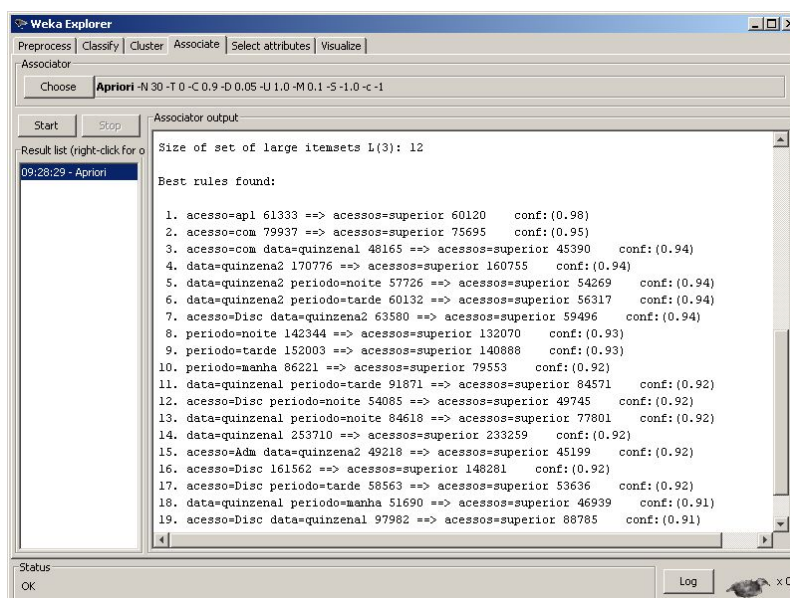 Weka Explorer
Preprocess Classify Cluster Associate Select attributes Visualize
Associator
Choose Apriori -N 30 -T 0 -C 0.9 -D 0.05 -U 1.0 -M 0.1 -S -1.0 -c -1
Start Stop
Result list (right-click for o
09:28:29 - Apriori
Associator output
Size of set of large itemsets L(3): 12
Best rules found:
1. acesso=apl 61333 ==> acessos=superior 60120 conf:(0.98)
2. acesso=com 79937 ==> acessos=superior 75695 conf:(0.95)
3. acesso=com data=quinzena1 48165 ==> acessos=superior 45390 conf:(0.94)
4. data=quinzena2 170776 ==> acessos=superior 160755 conf:(0.94)
5. data=quinzena2 periodo=noite 57726 ==> acessos=superior 54269 conf:(0.94)
6. data=quinzena2 periodo=tarde 60132 ==> acessos=superior 56317 conf:(0.94)
7. acesso=Disc data=quinzena2 63580 ==> acessos=superior 59496 conf:(0.94)
8. periodo=noite 142344 ==> acessos=superior 132070 conf:(0.93)
9. periodo=tarde 152003 ==> acessos=superior 140888 conf:(0.93)
10. periodo=manha 86221 ==> acessos=superior 79553 conf:(0.92)
11. data=quinzena1 periodo=tarde 91871 ==> acessos=superior 84571 conf:(0.92)
12. acesso=Disc periodo=noite 54085 ==> acessos=superior 49745 conf:(0.92)
13. data=quinzena1 periodo=noite 84618 ==> acessos=superior 77801 conf:(0.92)
14. data=quinzena1 253710 ==> acessos=superior 233259 conf:(0.92)
15. acesso=Adm data=quinzena2 49218 ==> acessos=superior 45199 conf:(0.92)
16. acesso=Disc 161562 ==> acessos=superior 148281 conf:(0.92)
17. acesso=Disc periodo=tarde 58563 ==> acessos=superior 53636 conf:(0.92)
18. data=quinzena1 periodo=manha 51690 ==> acessos=superior 46939 conf:(0.91)
19. acesso=Disc data=quinzena1 97982 ==> acessos=superior 88785 conf:(0.91)
Status
OK
Log
x 0